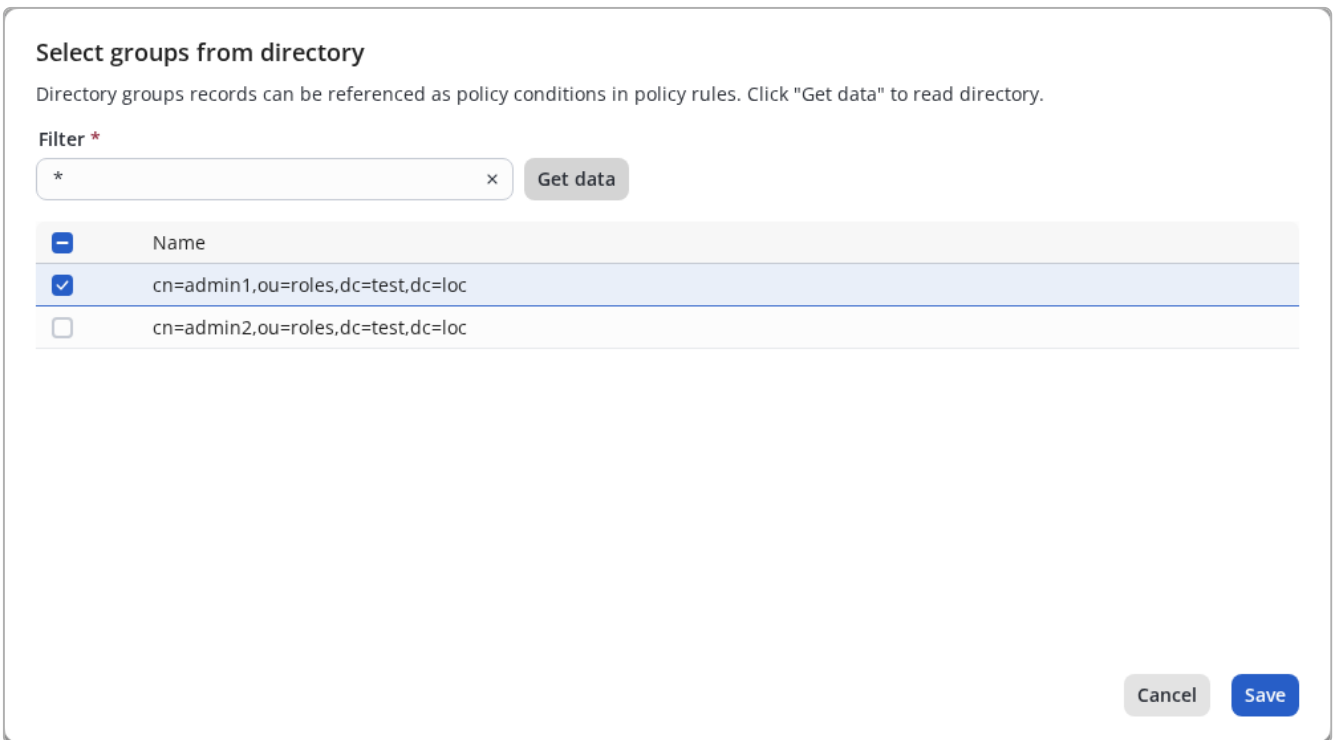 Select groups from directory
Directory groups records can be referenced as policy conditions in policy rules. Click "Get data" to read directory.
Filter *
*
Get data
Name
cn=admin1,ou=roles,dc=test,dc=loc
cn=admin2,ou=roles,dc=test,dc=loc
Cancel
Save